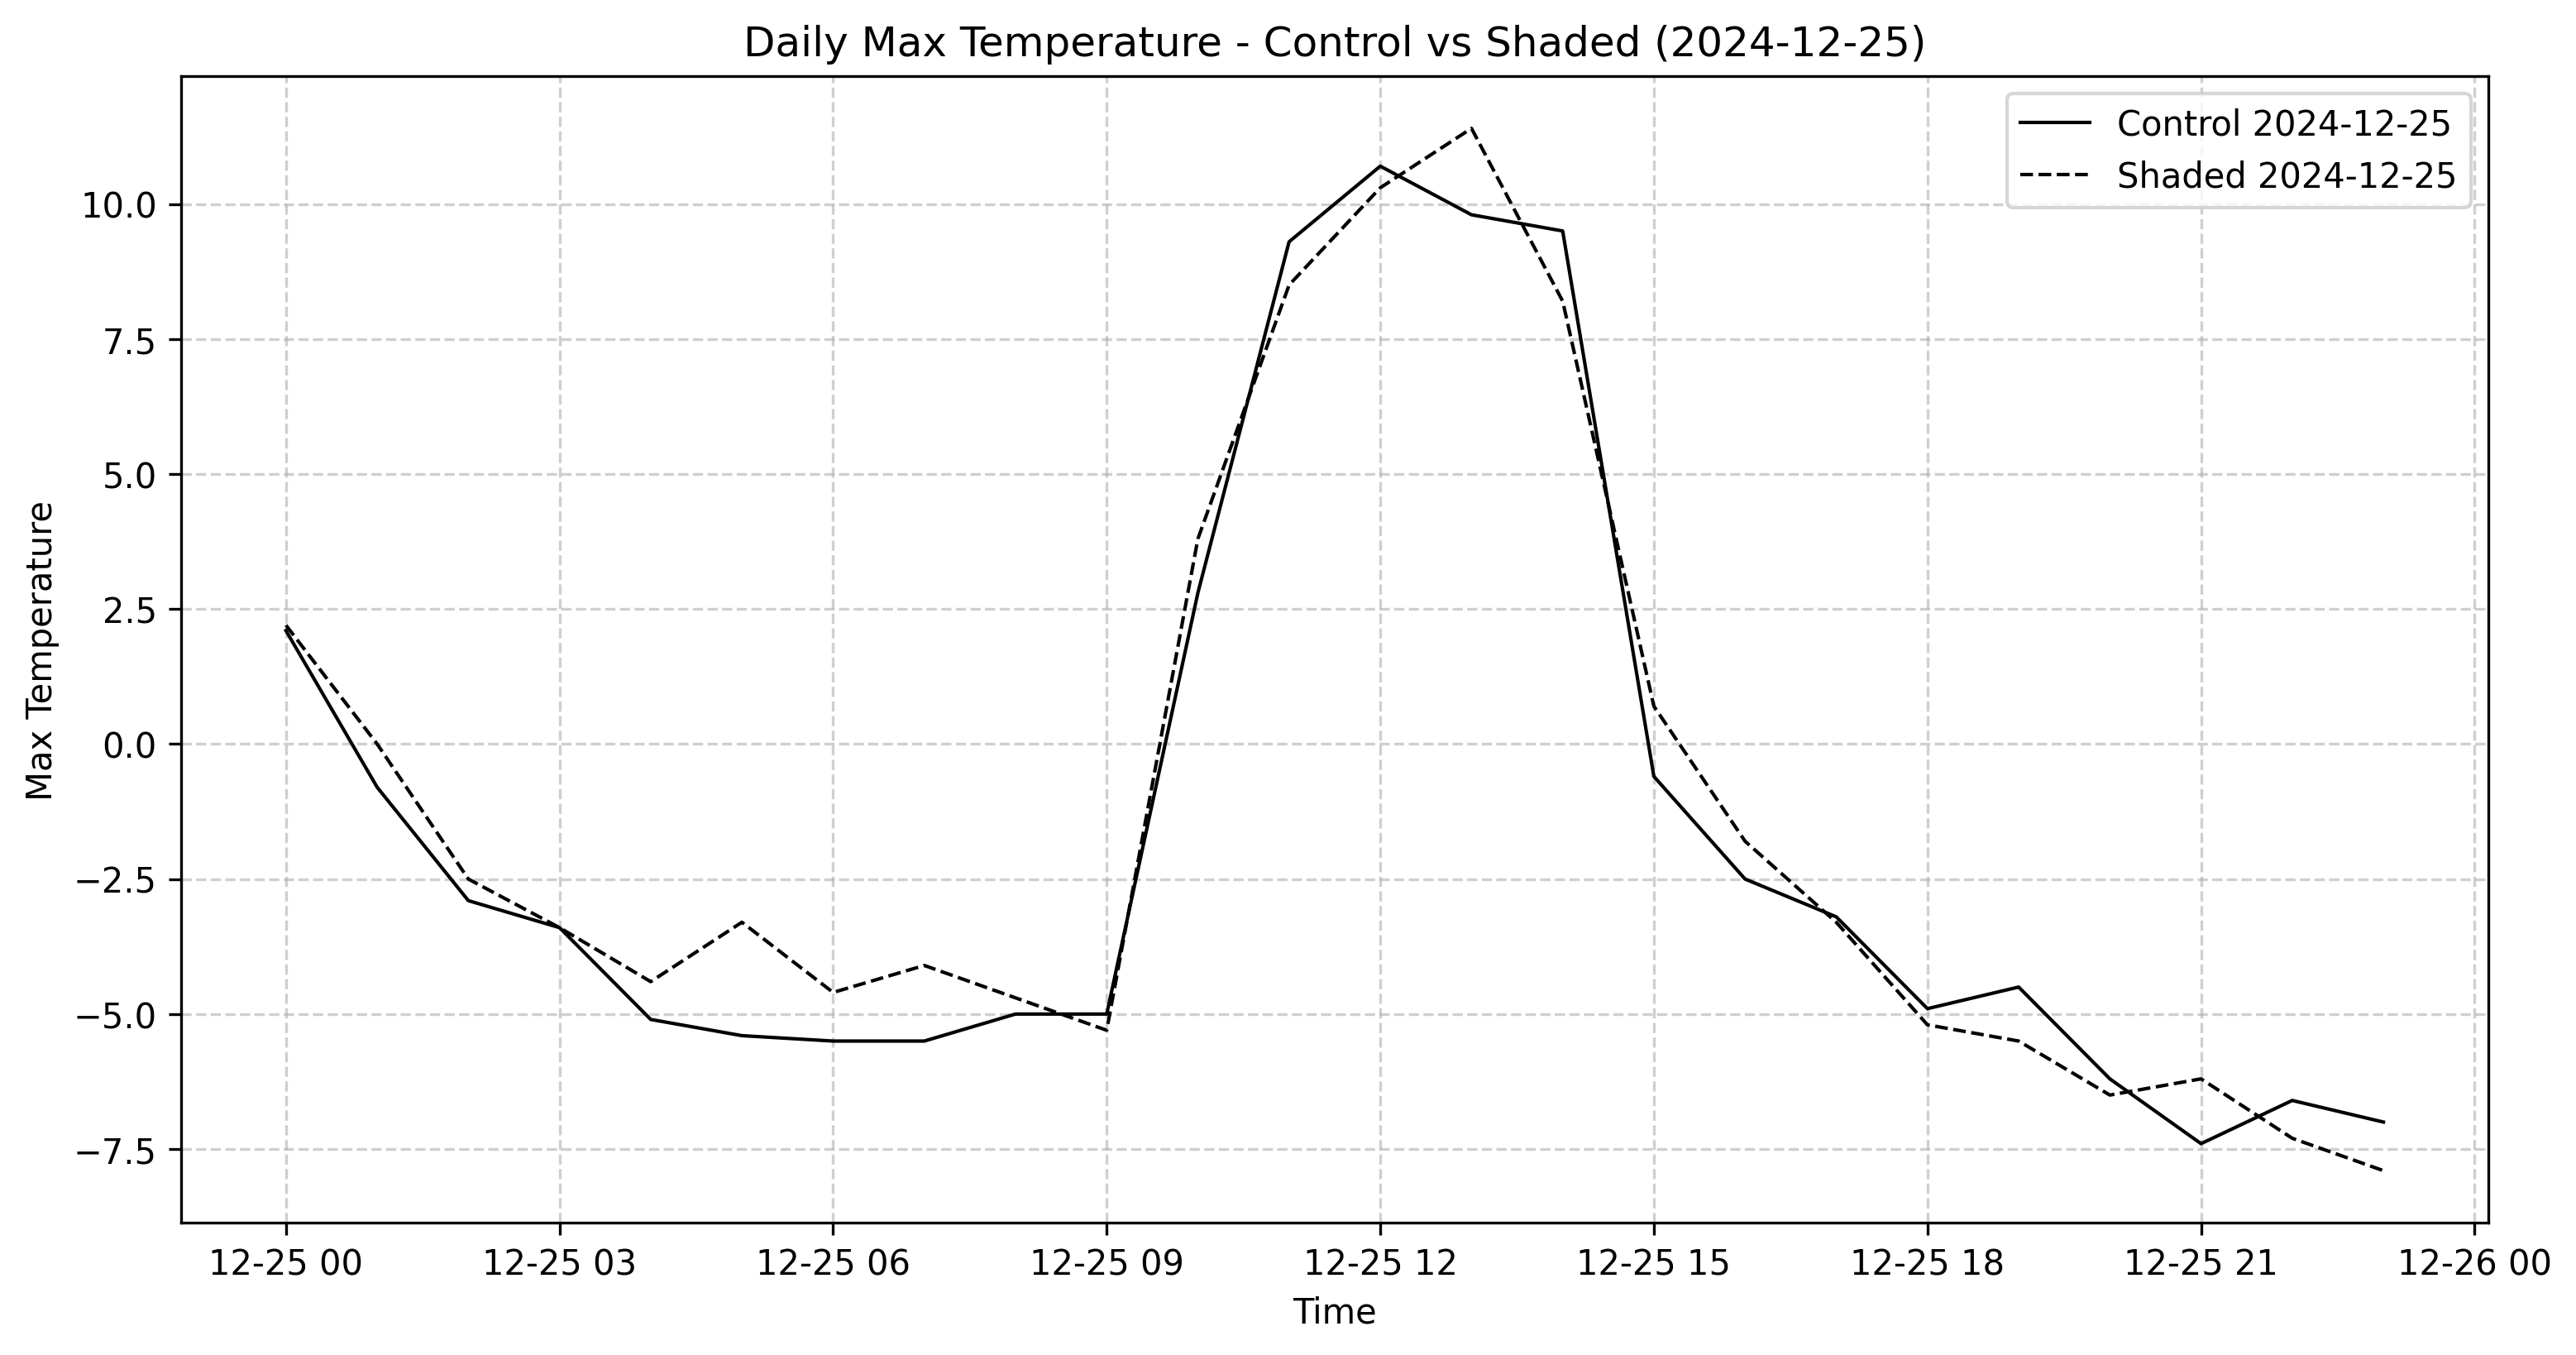 Daily Max Temperature - Control vs Shaded (2024-12-25)
Control 2024-12-25
Shaded 2024-12-25
Max Temperature
10.0
7.5
5.0
2.5
0.0
−2.5
−5.0
−7.5
12-25 00 12-25 03 12-25 06 12-25 09 12-25 12 12-25 15 12-25 18 12-25 21 12-26 00
Time